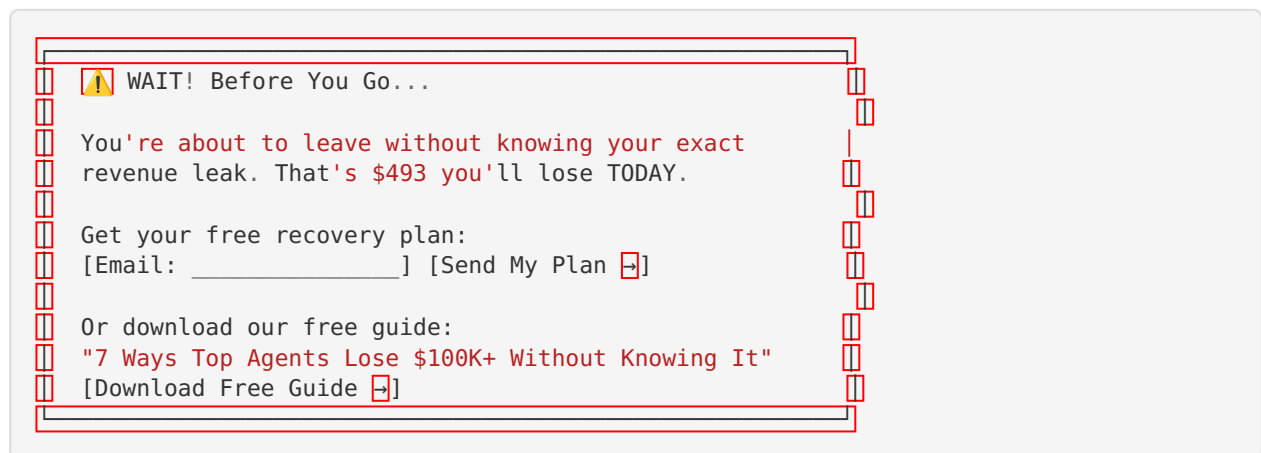 ⚠️ WAIT! Before You Go...
You're about to leave without knowing your exact
revenue leak. That's $493 you'll lose TODAY.
Get your free recovery plan:
[Email: _______________] [Send My Plan →]
Or download our free guide:
"7 Ways Top Agents Lose $100K+ Without Knowing It"
[Download Free Guide →]